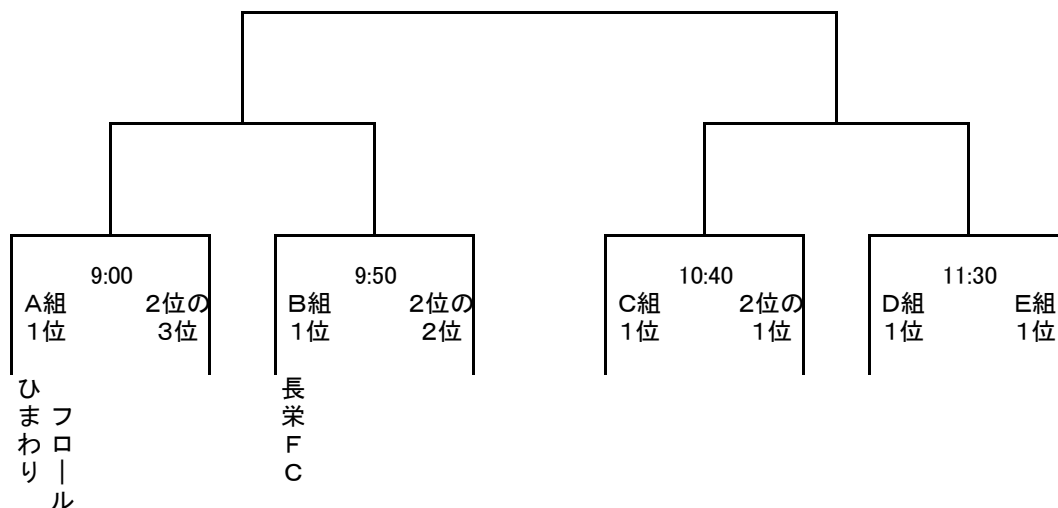 9:00
A組
1位
2位の
3位
9:50
B組
1位
2位の
2位
10:40
C組
1位
2位の
1位
11:30
D組
1位
E組
1位
ひまわり
フロール
長栄FC